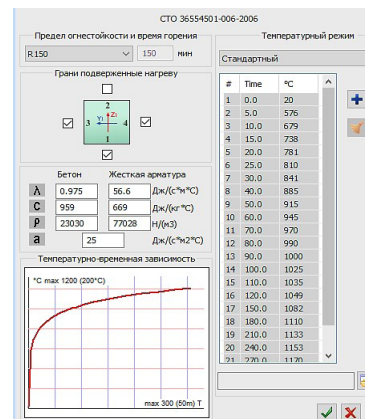 СТО 36554501-006-2006
Предел огнестойкости и время горения
R150 150 мин
Грани подверженные нагреву
2
3 Y1 Z1 4
1
Бетон Жесткая арматура
λ 0.975 56.6 Дж/(с*м*°С)
C 959 669 Дж/(кг*°С)
ρ 23030 77028 Н/(м3)
a 25 Дж/(с*м2*°С)
Температурно-временная зависимость
°C max 1200 (200°C)
max 300 (50m) T
Температурный режим
Стандартный
# Time °C
1 0.0 20
2 5.0 576
3 10.0 679
4 15.0 738
5 20.0 781
6 25.0 810
7 30.0 841
8 40.0 885
9 50.0 915
10 60.0 945
11 70.0 970
12 80.0 990
13 90.0 1000
14 100.0 1025
15 110.0 1035
16 120.0 1049
17 150.0 1082
18 180.0 1110
19 210.0 1133
20 240.0 1153
21 270.0 1170